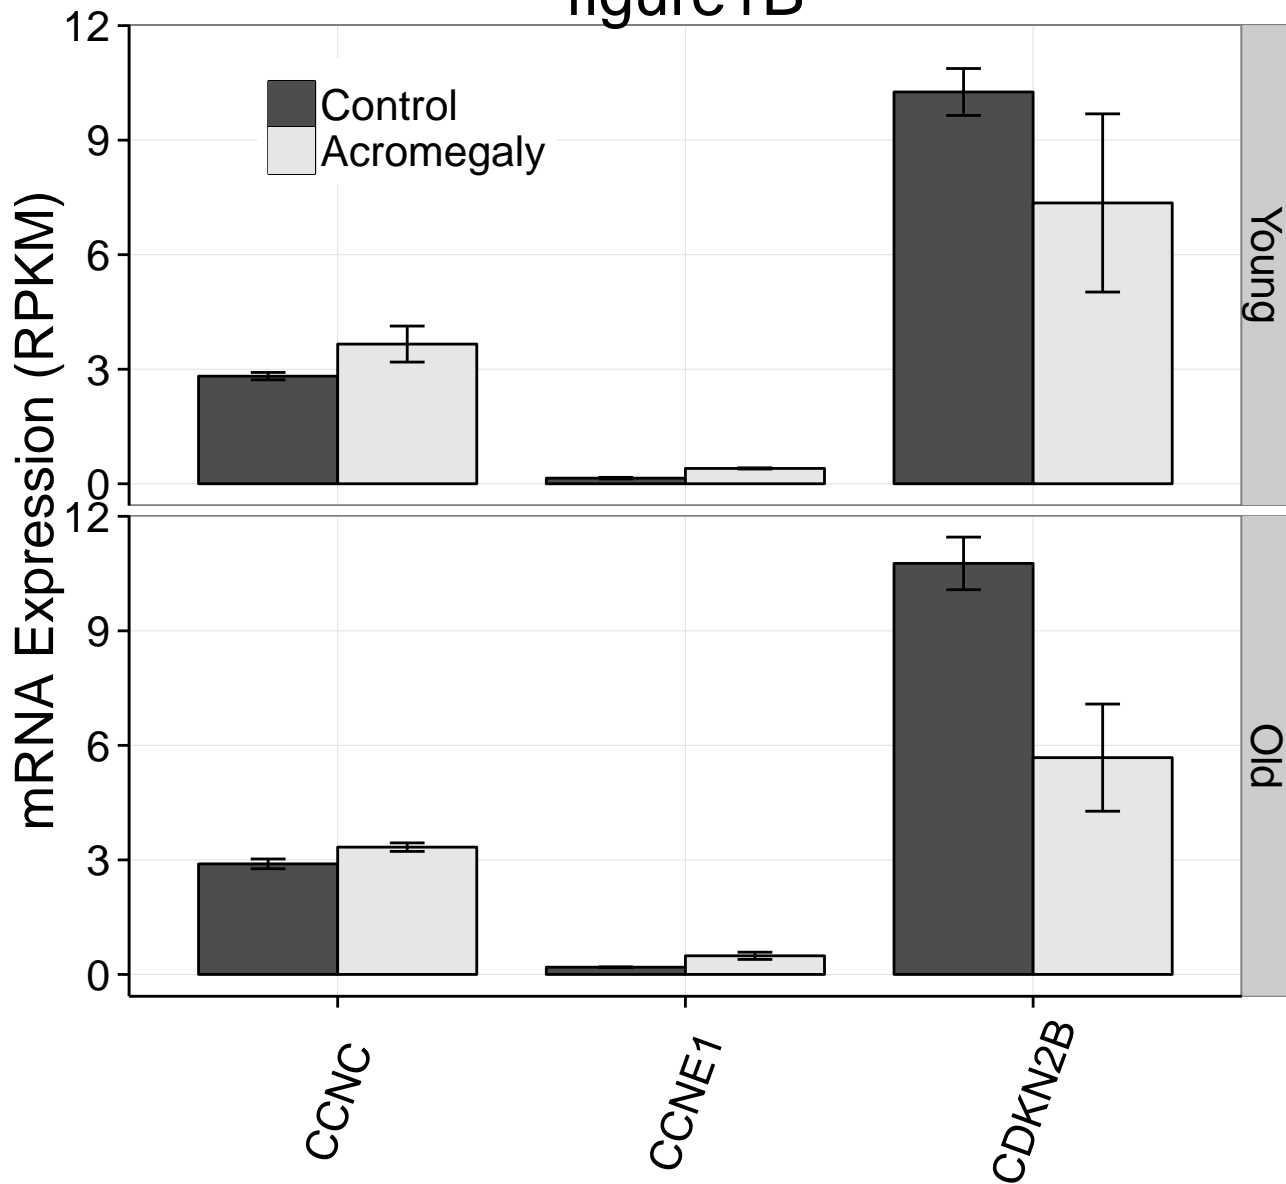 figure1B
12
9
6
3
0
Control
Acromegaly
Young
mRNA Expression (RPKM)
12
9
6
3
0
Old
CCNC
CCNE1
CDKN2B